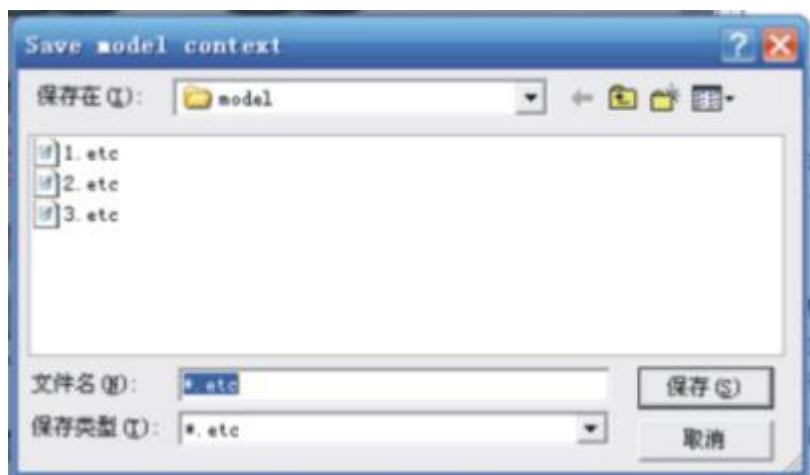 Save model context
保存在(I):
model
1.etc
2.etc
3.etc
文件名(N):
*.etc
保存(S)
保存类型(T):
*.etc
取消